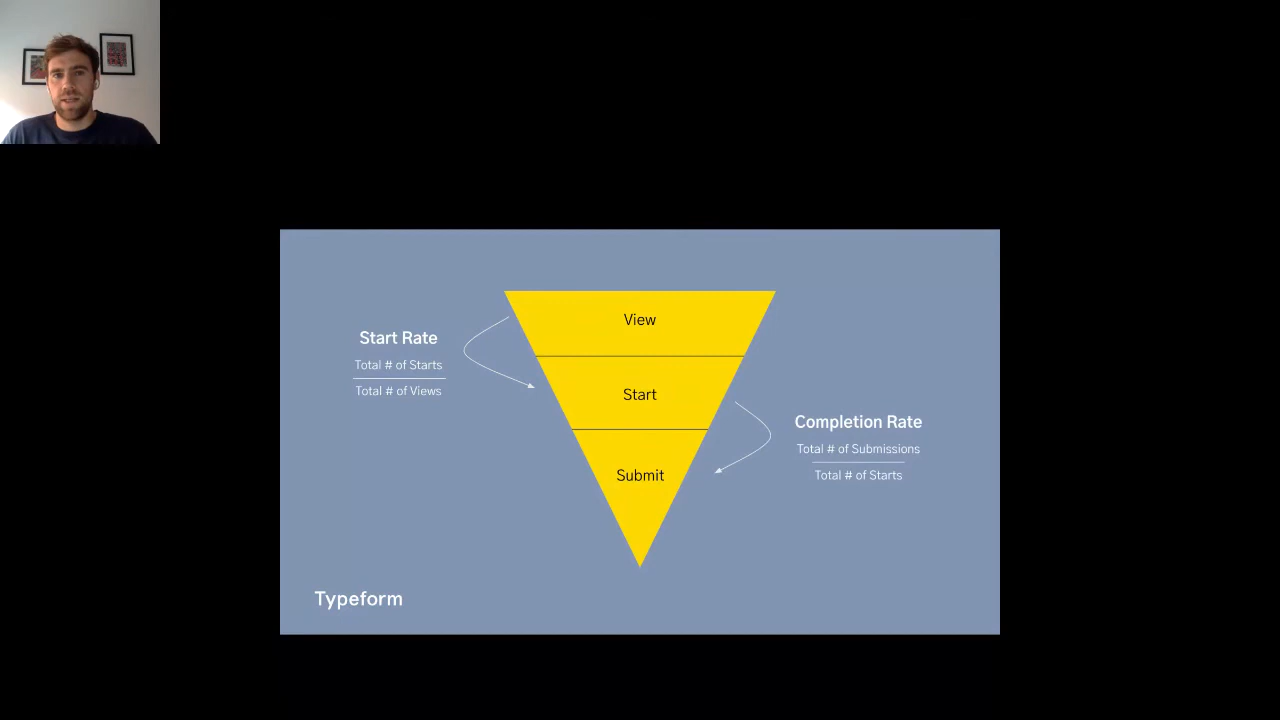 View
Start Rate
Total # of Starts
Total # of Views
Start
Completion Rate
Total # of Submissions
Total # of Starts
Submit
Typeform